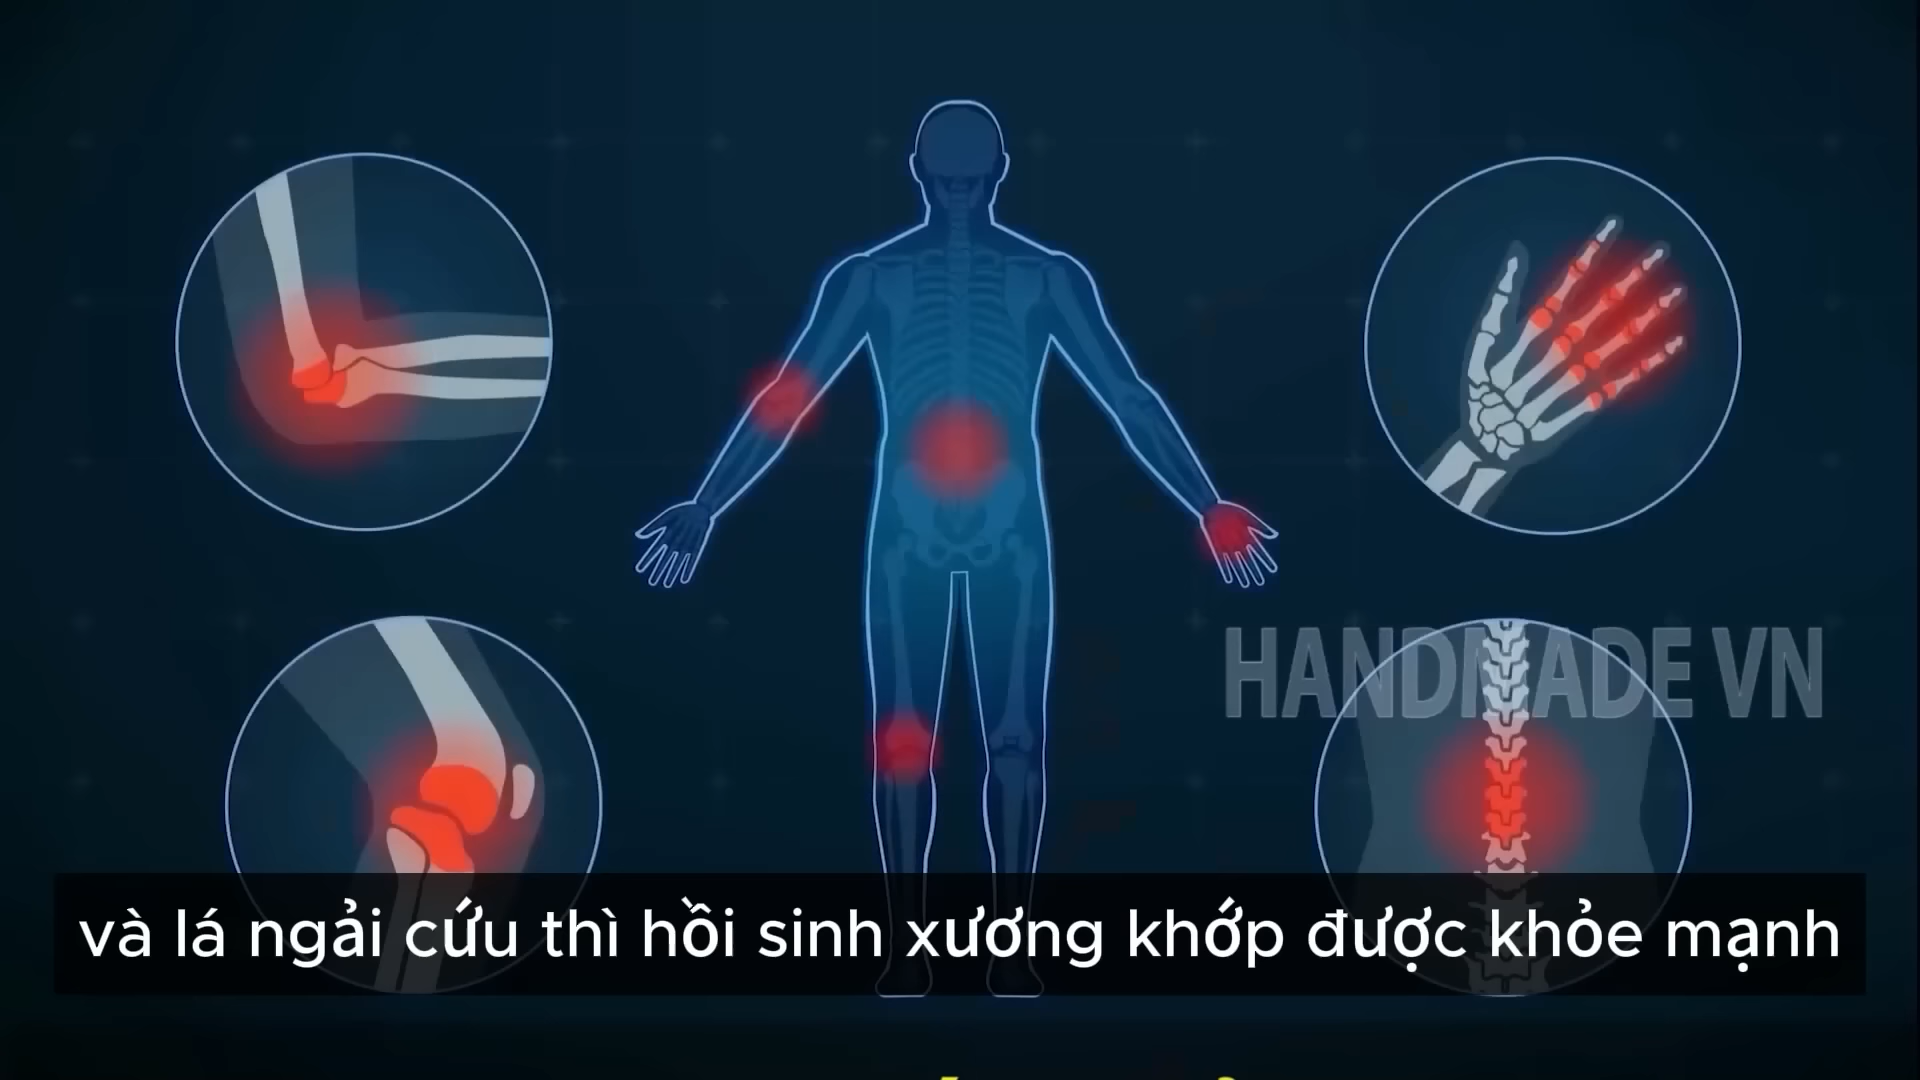 HANDMADE VN
và lá ngải cứu thì hồi sinh xương khớp được khỏe mạnh